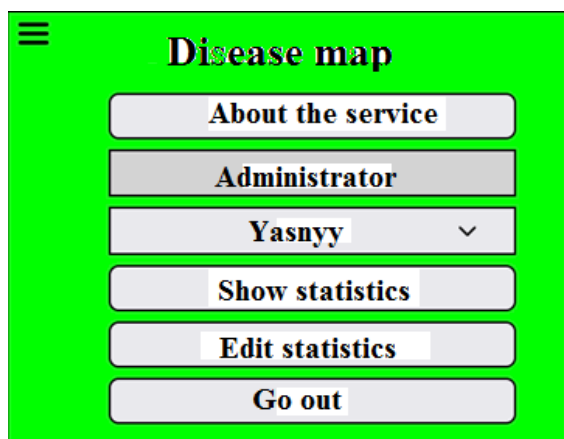 Disease map
About the service
Administrator
Yasnyy
Show statistics
Edit statistics
Go out